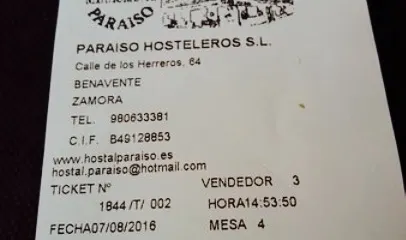 PARAISO
PARAISO HOSTELEROS S.L.
Calle de los Herreros, 64
BENAVENTE
ZAMORA
TEL. 980633381
C.I.F. B49128853
www.hostalparaiso.es
hostal.paraiso@hotmail.com
TICKET Nº VENDEDOR 3
1844 /T/ 002 HORA14:53:50
FECHA07/08/2016 MESA 4